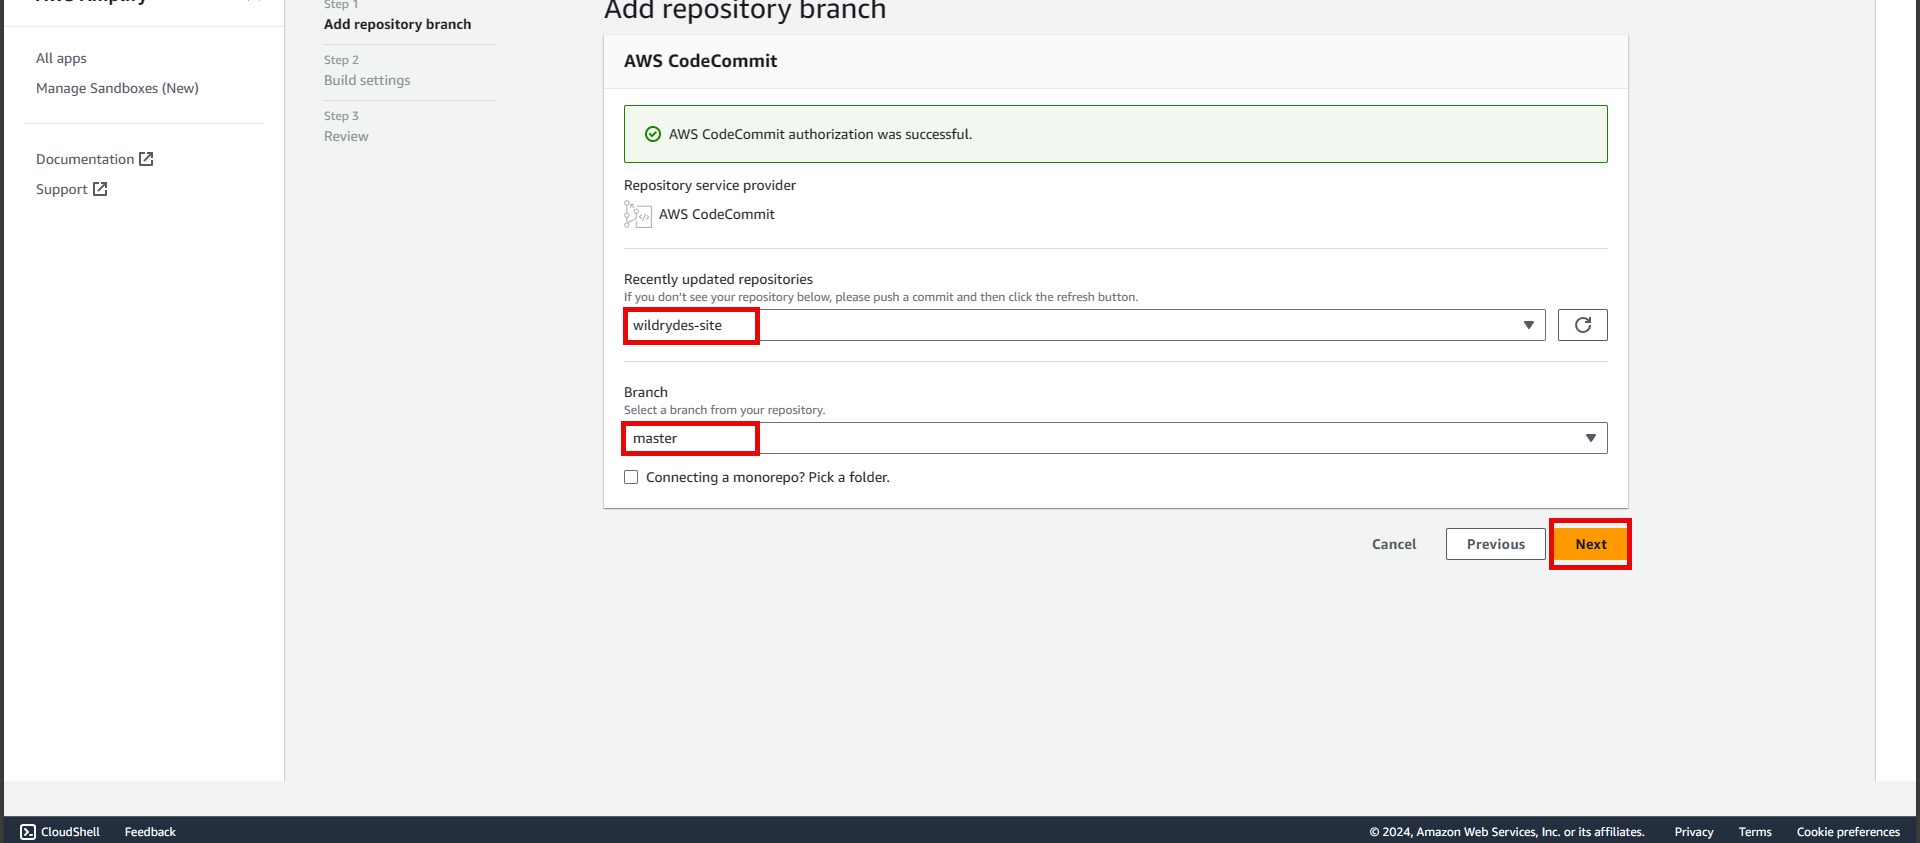 AWS Amplify
All apps
Manage Sandboxes (New)
Documentation
Support
Step 1
Add repository branch
Step 2
Build settings
Step 3
Review
Add repository branch
AWS CodeCommit
AWS CodeCommit authorization was successful.
Repository service provider
AWS CodeCommit
Recently updated repositories
If you don't see your repository below, please push a commit and then click the refresh button.
wildrydes-site
Branch
Select a branch from your repository.
master
Connecting a monorepo? Pick a folder.
Cancel
Previous
Next
CloudShell
Feedback
© 2024, Amazon Web Services, Inc. or its affiliates.
Privacy
Terms
Cookie preferences